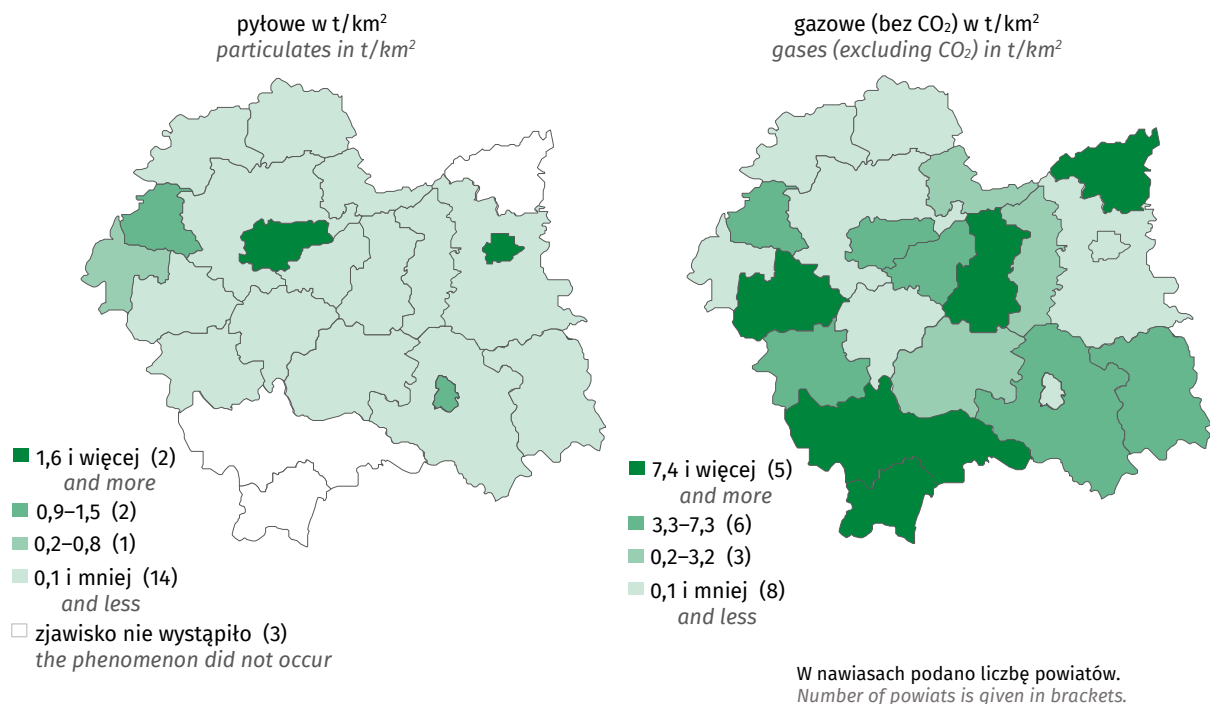 pyłowe w t/km²
particulates in t/km²
1,6 i więcej (2)
and more
0,9–1,5 (2)
0,2–0,8 (1)
0,1 i mniej (14)
and less
zjawisko nie wystąpiło (3)
the phenomenon did not occur
gazowe (bez CO₂) w t/km²
gases (excluding CO₂) in t/km²
7,4 i więcej (5)
and more
3,3–7,3 (6)
0,2–3,2 (3)
0,1 i mniej (8)
and less
W nawiasach podano liczbę powiatów.
Number of powiats is given in brackets.